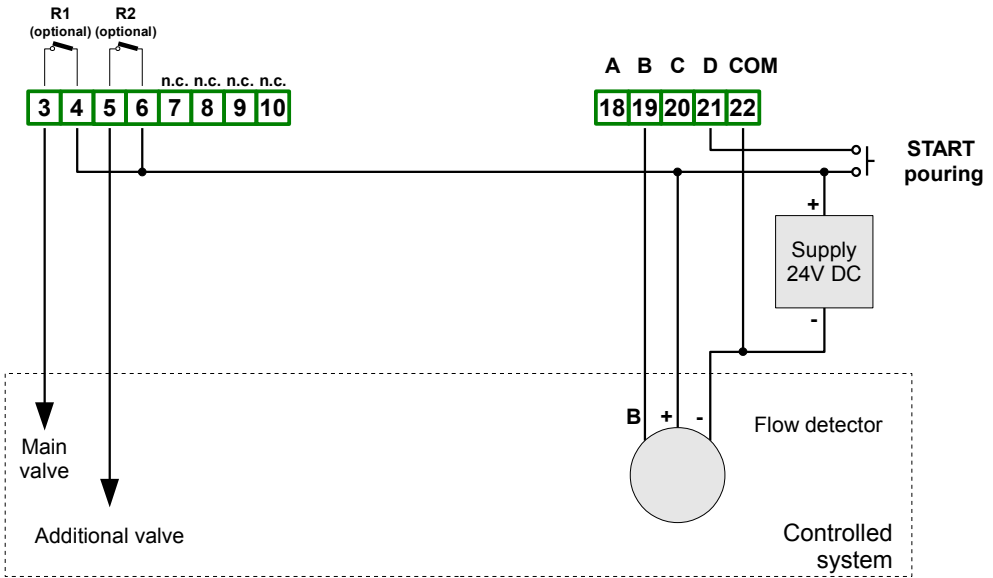 R1 R2
(optional) (optional)
n.c. n.c. n.c. n.c.
3 4 5 6 7 8 9 10
A B C D COM
18 19 20 21 22
START
pouring
+
Supply
24V DC
-
B + -
Flow detector
Main
valve
Additional valve
Controlled
system